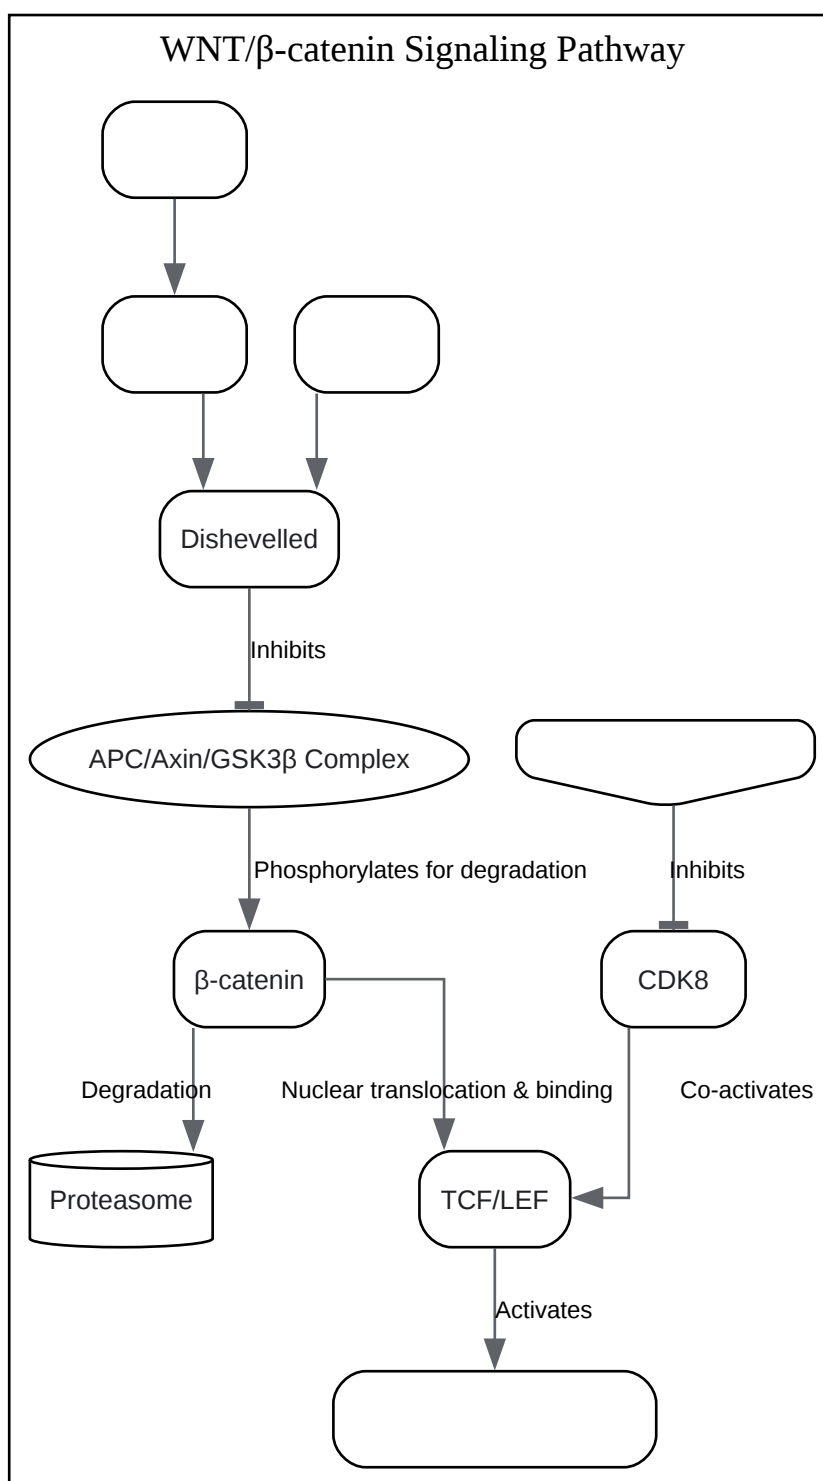 WNT/β-catenin Signaling Pathway
Dishevelled
Inhibits
APC/Axin/GSK3β Complex
Phosphorylates for degradation
Inhibits
β-catenin
CDK8
Degradation
Nuclear translocation & binding
Co-activates
Proteasome
TCF/LEF
Activates